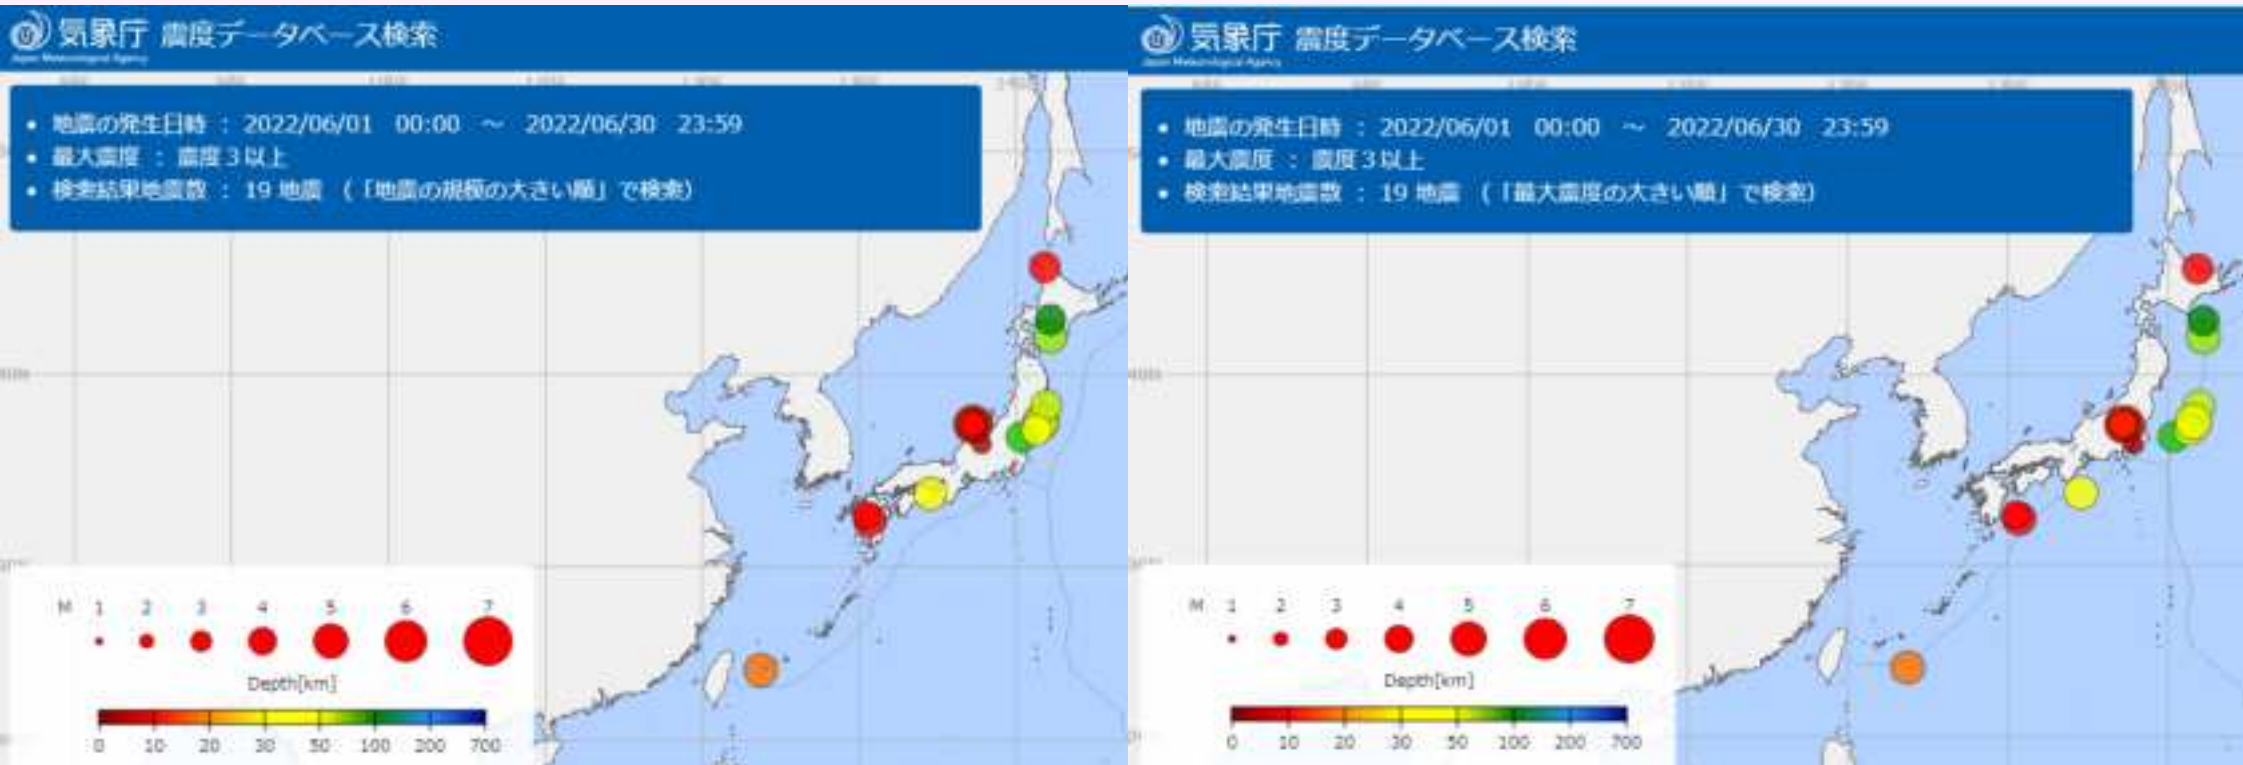 気象庁 震度データベース検索
Japan Meteorological Agency
• 地震の発生日時 : 2022/06/01 00:00 ～ 2022/06/30 23:59
• 最大震度 : 震度3以上
• 検索結果地震数 : 19 地震 (「地震の規模の大きい順」で検索)
M 1 2 3 4 5 6 7
Depth[km]
0 10 20 30 50 100 200 700
気象庁 震度データベース検索
Japan Meteorological Agency
• 地震の発生日時 : 2022/06/01 00:00 ～ 2022/06/30 23:59
• 最大震度 : 震度3以上
• 検索結果地震数 : 19 地震 (「最大震度の大きい順」で検索)
M 1 2 3 4 5 6 7
Depth[km]
0 10 20 30 50 100 200 700